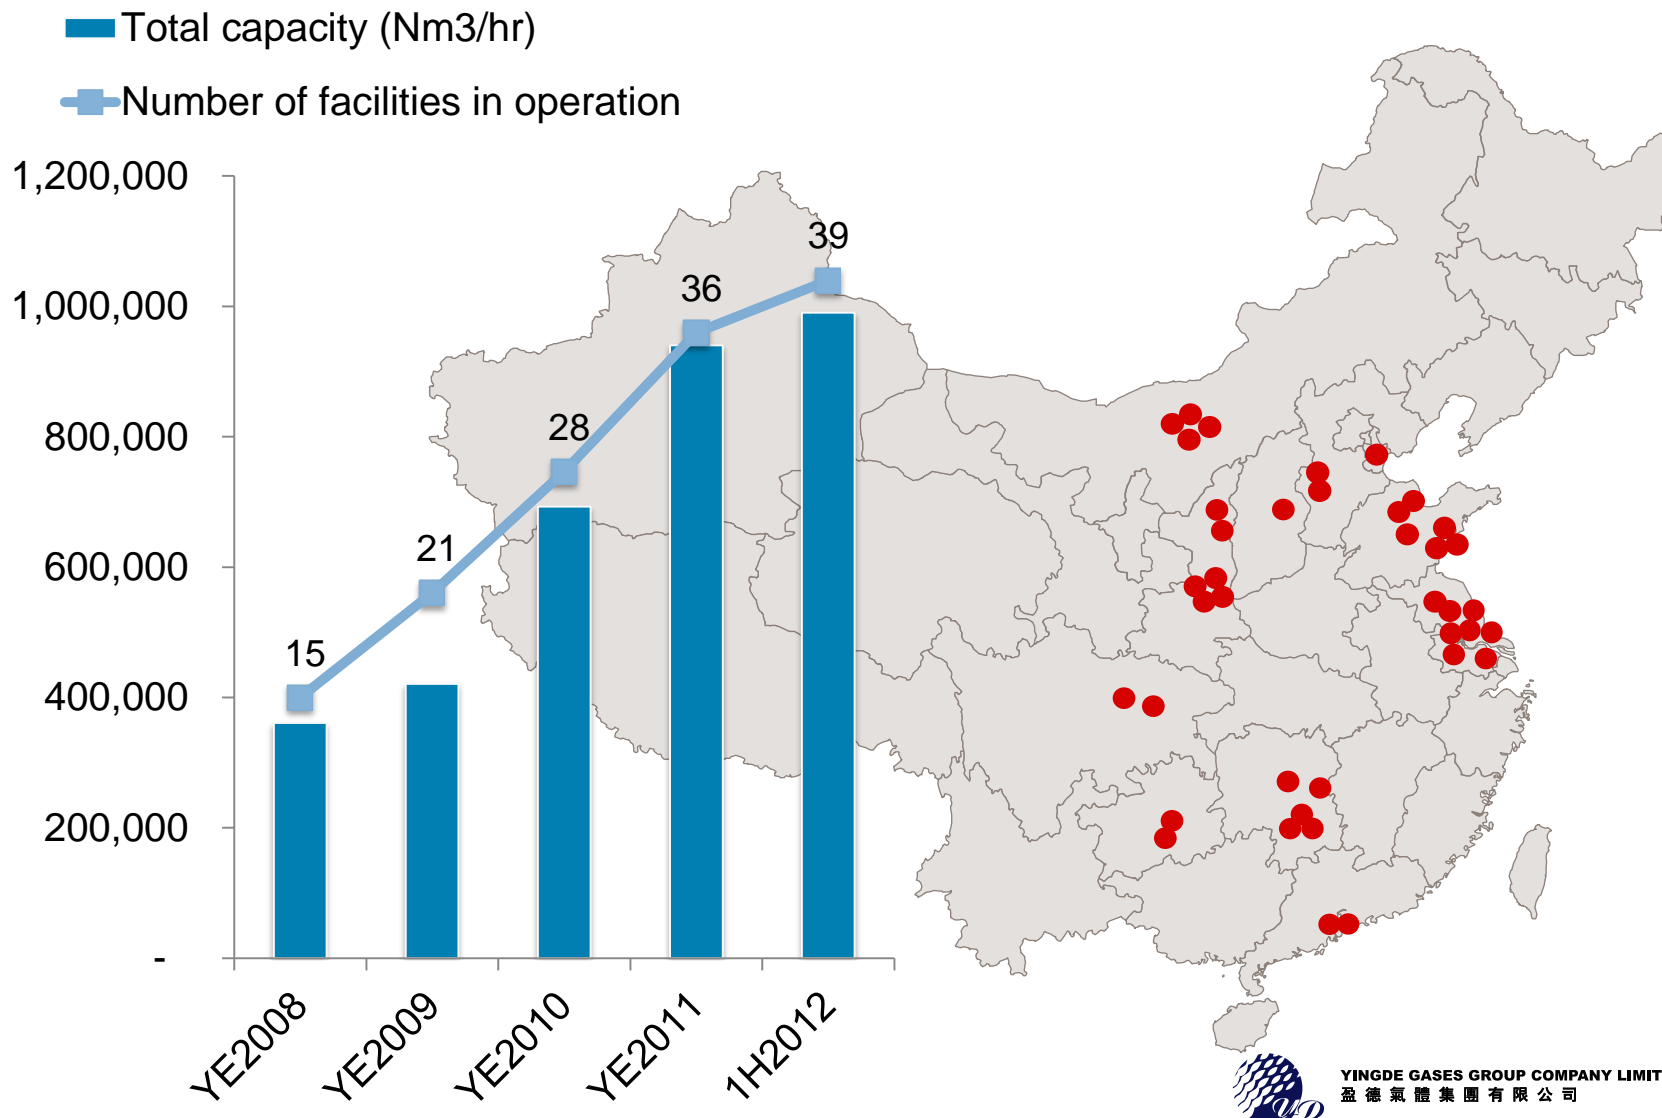 Total capacity (Nm3/hr)
Number of facilities in operation
1,200,000
1,000,000
800,000
600,000
400,000
200,000
-
15
21
28
36
39
YE2008
YE2009
YE2010
YE2011
1H2012
YINGDE GASES GROUP COMPANY LIMIT
盈德氣體集團有限公司